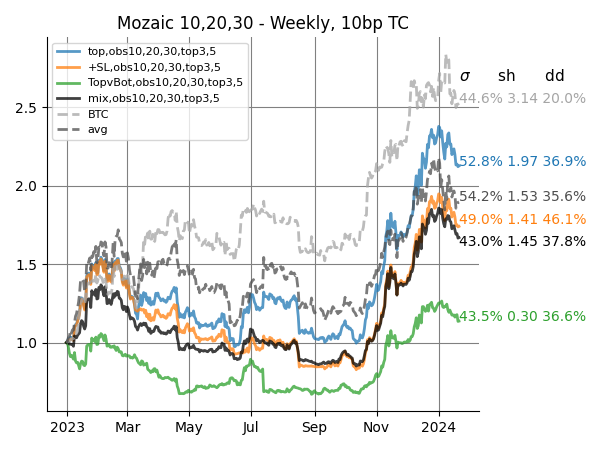 Mozaic 10,20,30 - Weekly, 10bp TC
top,obs10,20,30,top3,5
+SL,obs10,20,30,top3,5
TopvBot,obs10,20,30,top3,5
mix,obs10,20,30,top3,5
BTC
avg
σ sh dd
44.6% 3.14 20.0%
52.8% 1.97 36.9%
54.2% 1.53 35.6%
49.0% 1.41 46.1%
43.0% 1.45 37.8%
43.5% 0.30 36.6%
2.5
2.0
1.5
1.0
2023 Mar May Jul Sep Nov 2024